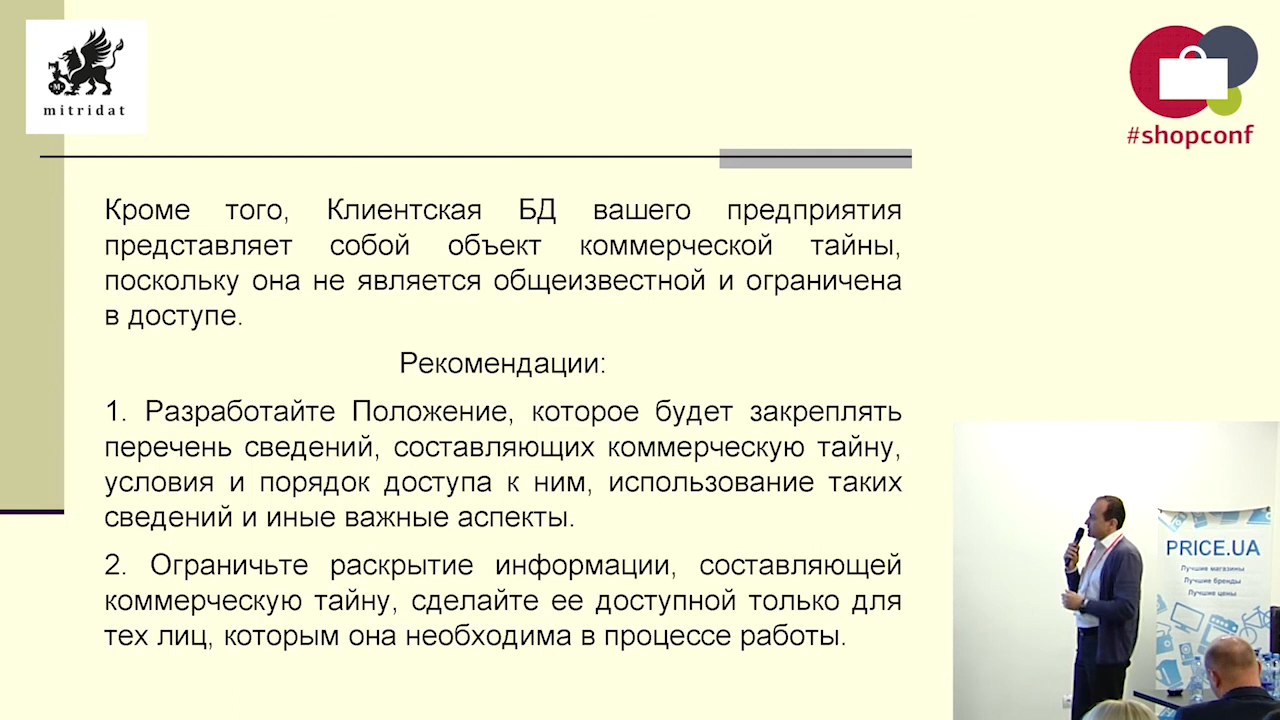 mitridat
#shopconf
Кроме того, Клиентская БД вашего предприятия
представляет собой объект коммерческой тайны,
поскольку она не является общеизвестной и ограничена
в доступе.
Рекомендации:
1. Разработайте Положение, которое будет закреплять
перечень сведений, составляющих коммерческую тайну,
условия и порядок доступа к ним, использование таких
сведений и иные важные аспекты.
2. Ограничьте раскрытие информации, составляющей
коммерческую тайну, сделайте ее доступной только для
тех лиц, которым она необходима в процессе работы.
PRICE.UA
Лучшие магазины
Лучшие бренды
Лучшие цены